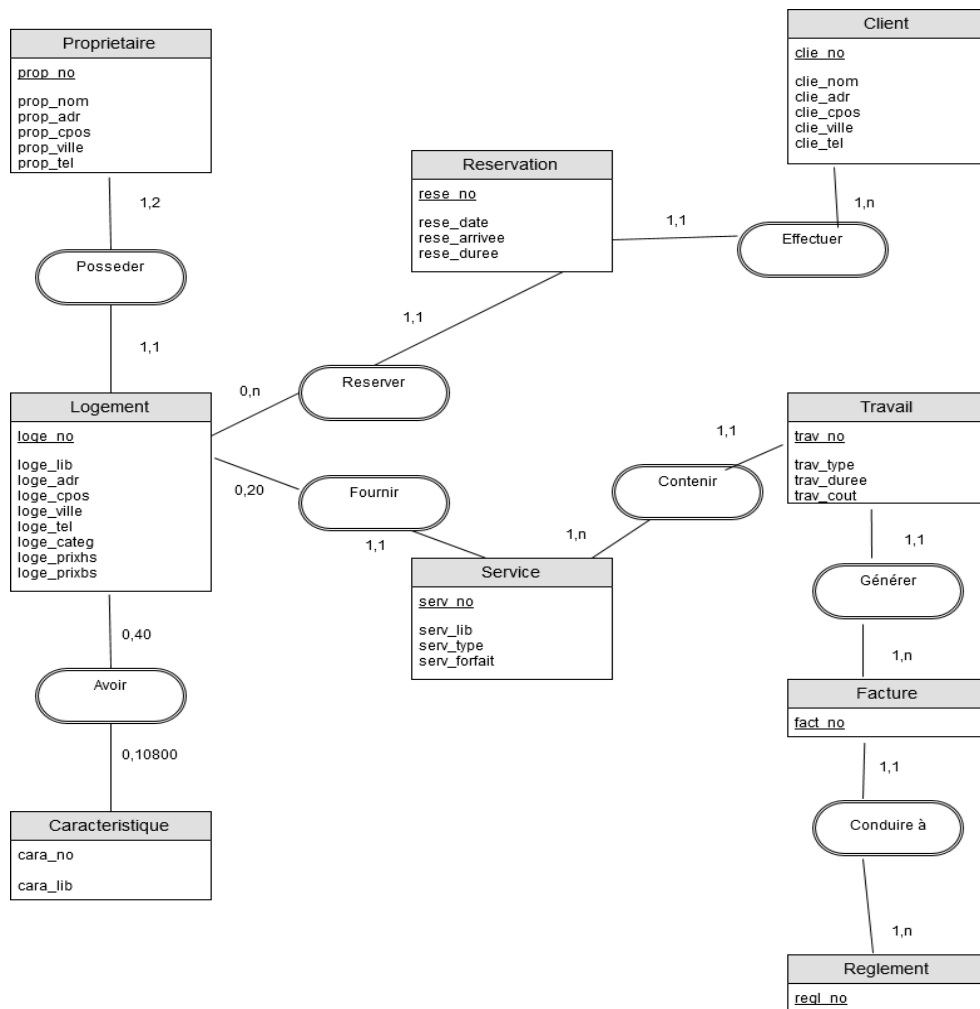 Proprietaire
prop_no
prop_nom
prop_adr
prop_cpos
prop_ville
prop_tel
1,2
Posseder
1,1
Client
clie_no
clie_nom
clie_adr
clie_cpos
clie_ville
clie_tel
1,n
Effectuer
1,1
Reservation
rese_no
rese_date
rese_arrivee
rese_duree
1,1
Reserver
0,n
Logement
loge_no
loge_lib
loge_adr
loge_cpos
loge_ville
loge_tel
loge_categ
loge_prixhs
loge_prixbs
0,20
Fournir
1,1
Service
serv_no
serv_lib
serv_type
serv_forfait
1,n
Contenir
1,1
Travail
trav_no
trav_type
trav_duree
trav_cout
1,1
Générer
1,n
Facture
fact_no
1,1
Conduire à
1,n
Reglement
regl_no
0,40
Avoir
0,10800
Caracteristique
cara_no
cara_lib